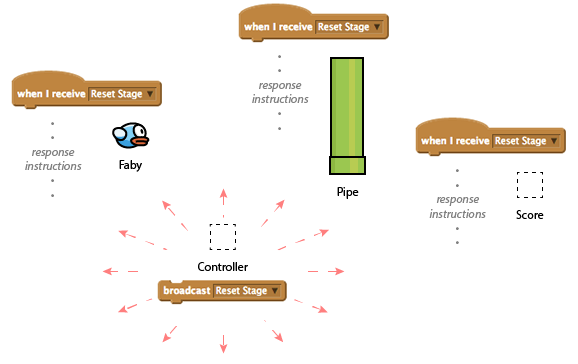 when I receive Reset Stage
response
instructions
Pipe
when I receive Reset Stage
response
instructions
Faby
when I receive Reset Stage
response
instructions
Score
Controller
broadcast Reset Stage